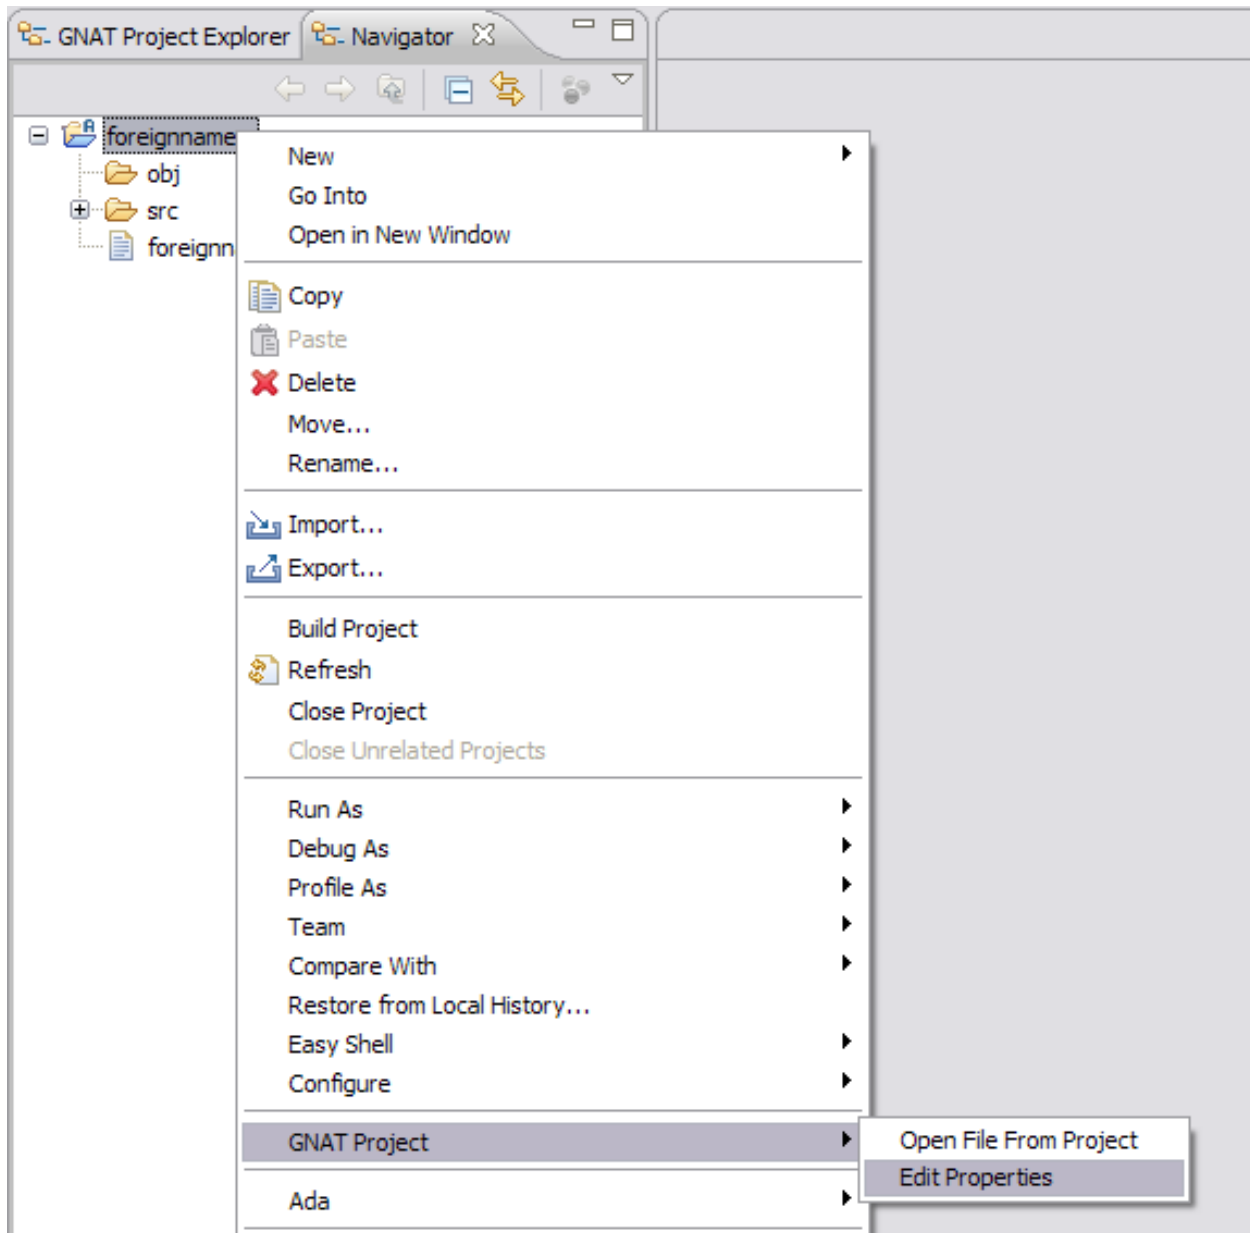 GNAT Project Explorer Navigator
foreignname
obj
src
foreignn
New
Go Into
Open in New Window
Copy
Paste
Delete
Move...
Rename...
Import...
Export...
Build Project
Refresh
Close Project
Close Unrelated Projects
Run As
Debug As
Profile As
Team
Compare With
Restore from Local History...
Easy Shell
Configure
GNAT Project
Open File From Project
Edit Properties
Ada